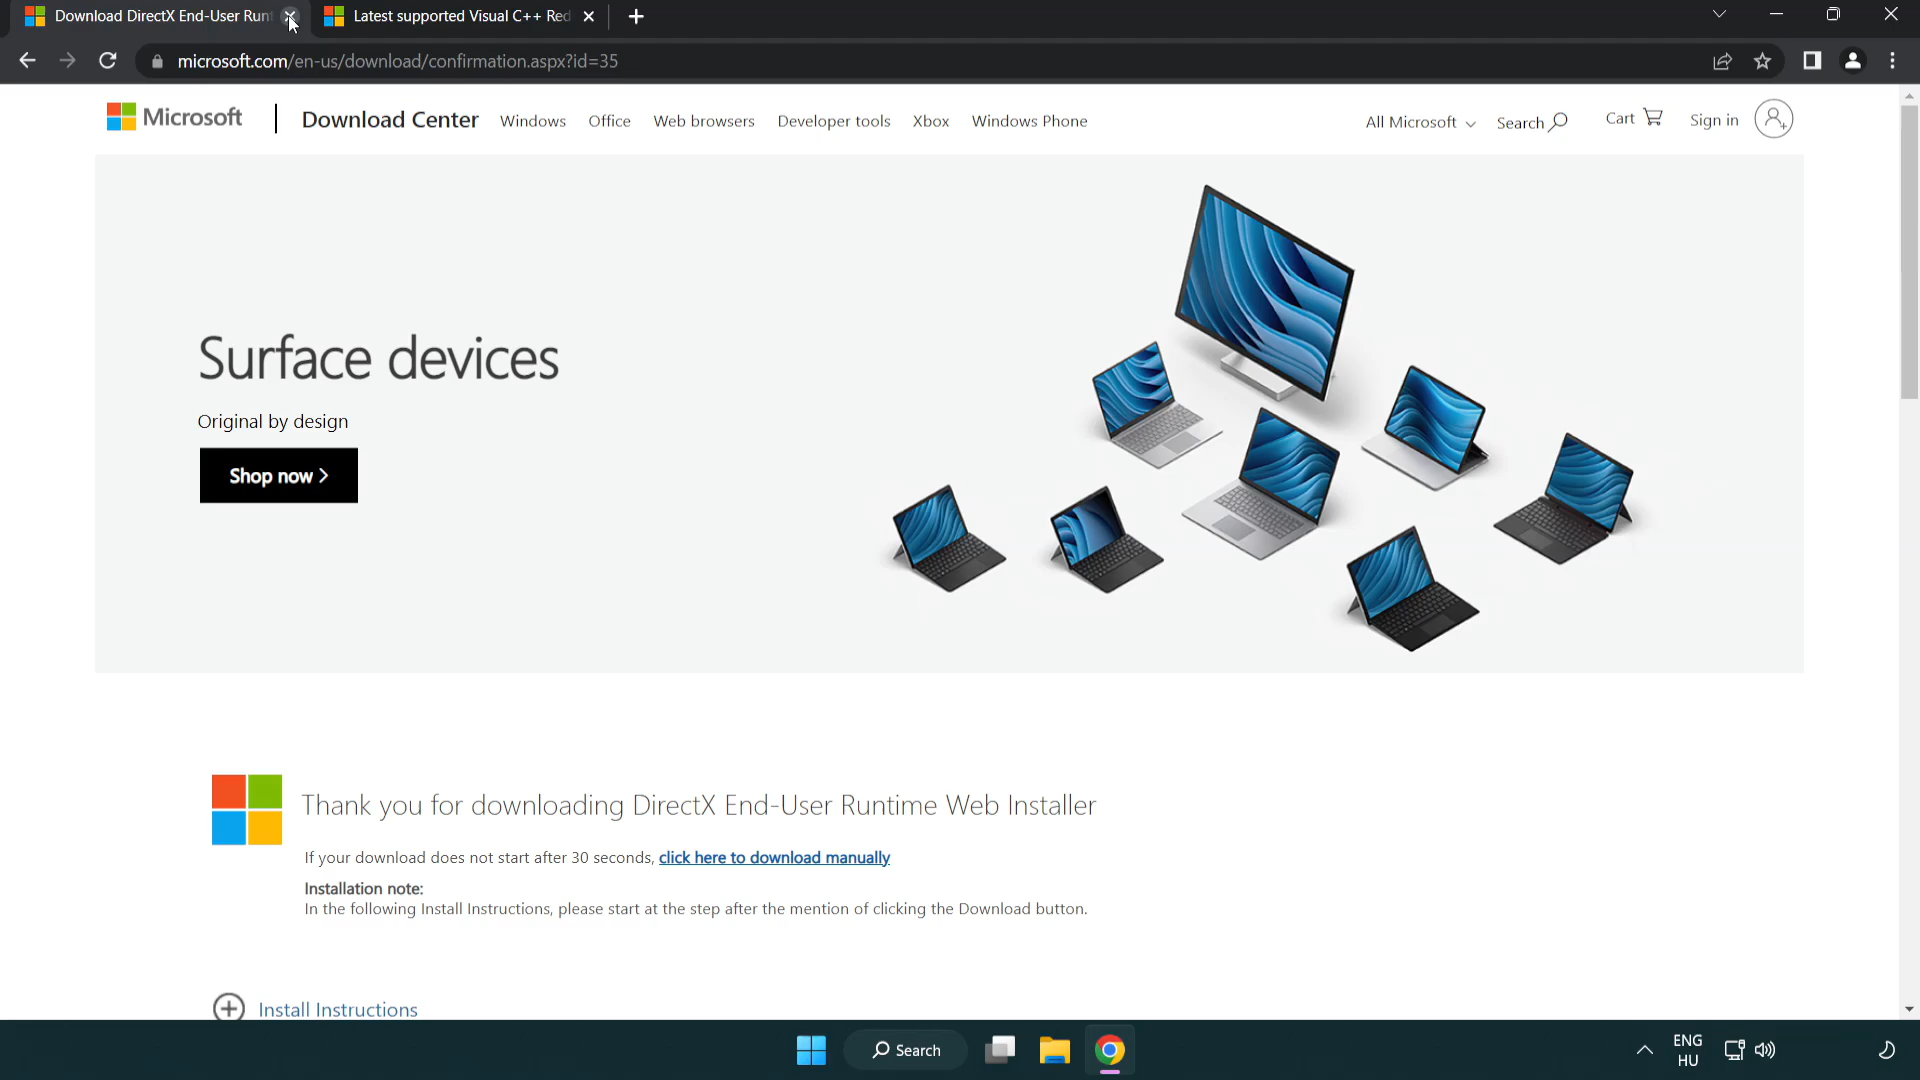 Download DirectX End-User Runt
Latest supported Visual C++ Red
microsoft.com/en-us/download/confirmation.aspx?id=35
Microsoft
Download Center
Windows
Office
Web browsers
Developer tools
Xbox
Windows Phone
All Microsoft
Search
Cart
Sign in
Surface devices
Original by design
Shop now
Thank you for downloading DirectX End-User Runtime Web Installer
If your download does not start after 30 seconds, click here to download manually
Installation note:
In the following Install Instructions, please start at the step after the mention of clicking the Download button.
Install Instructions
Search
ENG
HU